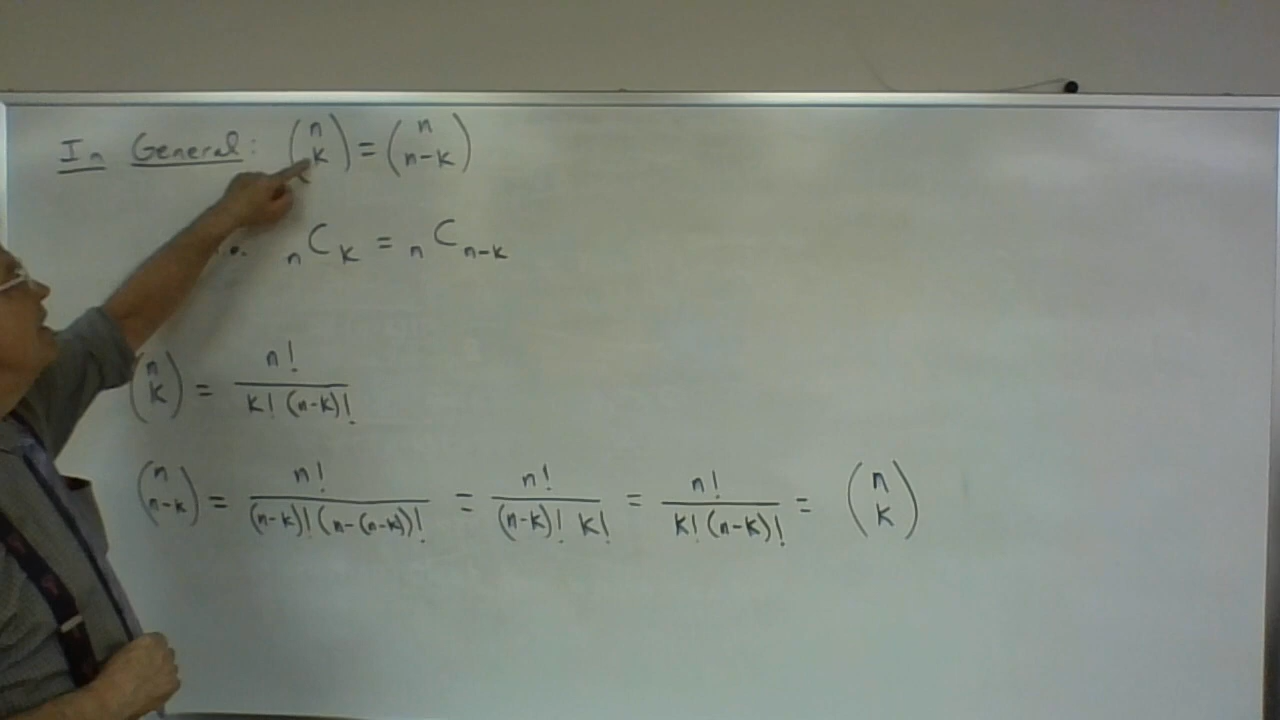 In General: (n k) = (n n-k)
nCk = nCn-k
(n k) = n! / k! (n-k)!
(n n-k) = n! / (n-k)! (n-(n-k))! = n! / (n-k)! k! = n! / k! (n-k)! = (n k)